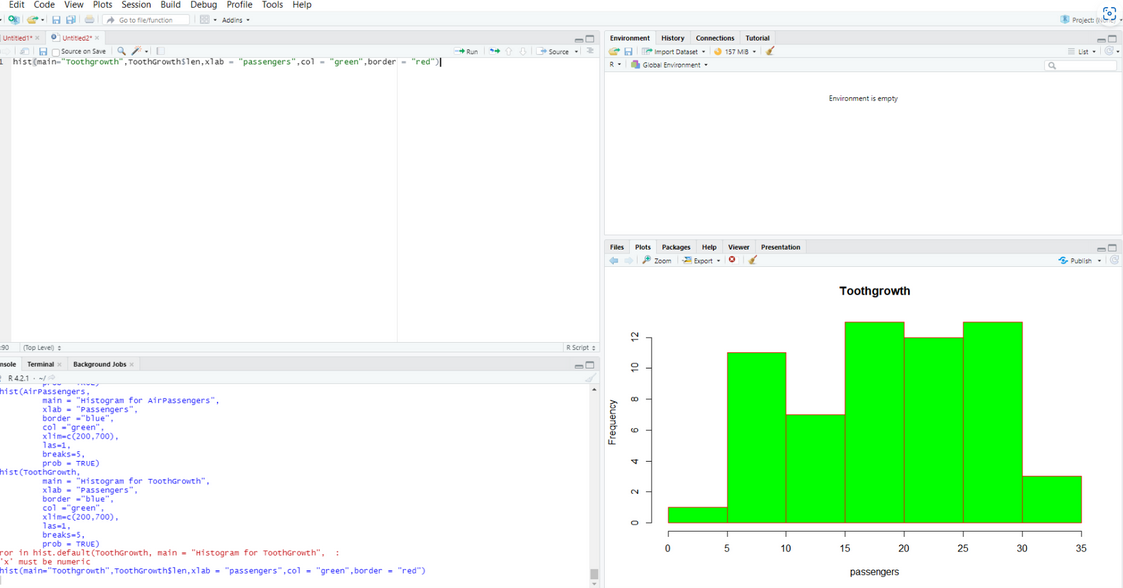 Edit Code View Plots Session Build Debug Profile Tools Help
Go to file/function Addins
Project:
Untitled1* Untitled2*
Source on Save Run Source
1 hist(main="Toothgrowth",ToothGrowth$len,xlab = "passengers",col = "green",border = "red")
:90 (Top Level) R Script
nsole Terminal Background Jobs
R 4.2.1 · ~/
prob = TRUE)
hist(AirPassengers,
main = "Histogram for AirPassengers",
xlab = "Passengers",
border ="blue",
col ="green",
xlim=c(200,700),
las=1,
breaks=5,
prob = TRUE)
hist(ToothGrowth,
main = "Histogram for ToothGrowth",
xlab = "Passengers",
border ="blue",
col ="green",
xlim=c(200,700),
las=1,
breaks=5,
prob = TRUE)
ror in hist.default(ToothGrowth, main = "Histogram for ToothGrowth", :
'x' must be numeric
hist(main="Toothgrowth",ToothGrowth$len,xlab = "passengers",col = "green",border = "red")
Environment History Connections Tutorial
Import Dataset 157 MiB List
R Global Environment
Environment is empty
Files Plots Packages Help Viewer Presentation
Zoom Export Publish
Toothgrowth
Frequency
12
10
8
6
4
2
0
0 5 10 15 20 25 30 35
passengers